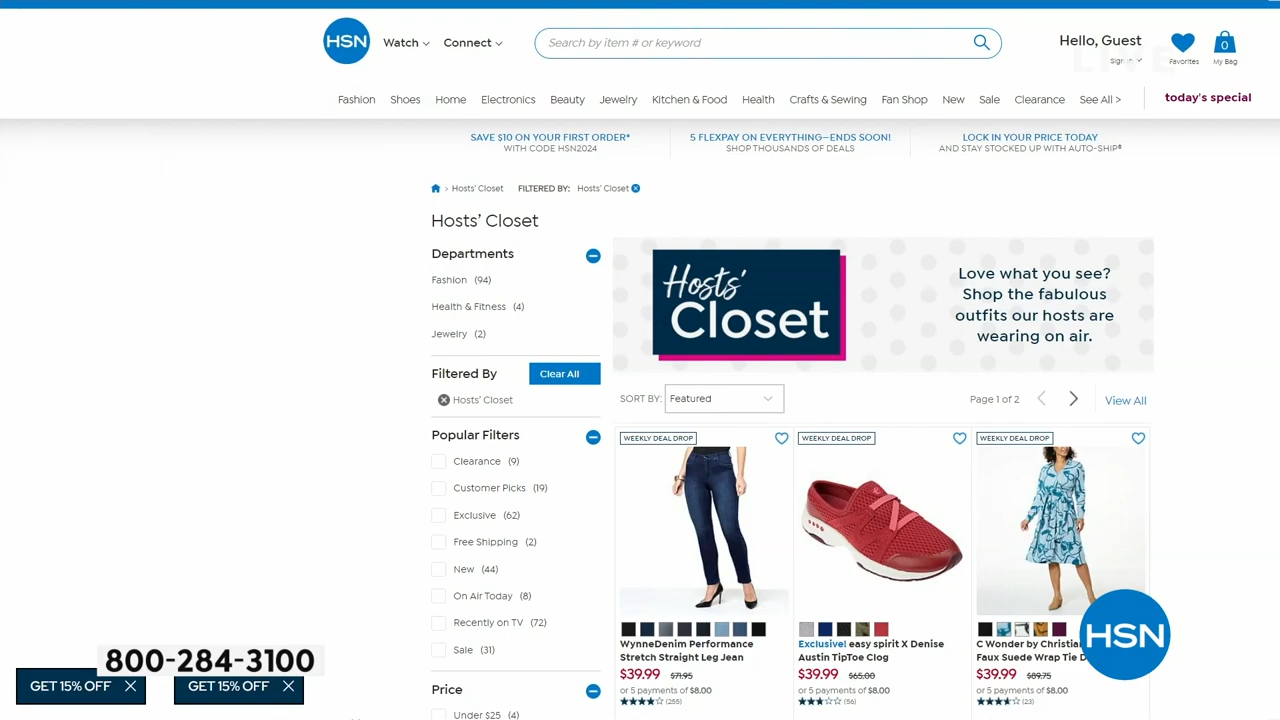 HSN
Watch
Connect
Search by item # or keyword
Hello, Guest
Sign in
Favorites
0
My Bag
LIVE
Fashion
Shoes
Home
Electronics
Beauty
Jewelry
Kitchen & Food
Health
Crafts & Sewing
Fan Shop
New
Sale
Clearance
See All >
today's special
SAVE $10 ON YOUR FIRST ORDER*
WITH CODE HSN2024
5 FLEXPAY ON EVERYTHING—ENDS SOON!
SHOP THOUSANDS OF DEALS
LOCK IN YOUR PRICE TODAY
AND STAY STOCKED UP WITH AUTO-SHIP®
> Hosts' Closet FILTERED BY: Hosts' Closet
Hosts' Closet
Departments
Fashion (94)
Health & Fitness (4)
Jewelry (2)
Filtered By
Clear All
Hosts' Closet
Popular Filters
Clearance (9)
Customer Picks (19)
Exclusive (62)
Free Shipping (2)
New (44)
On Air Today (8)
Recently on TV (72)
Sale (31)
Price
Under $25 (4)
Hosts'
Closet
Love what you see?
Shop the fabulous
outfits our hosts are
wearing on air.
SORT BY: Featured
Page 1 of 2
View All
WEEKLY DEAL DROP
WynneDenim Performance
Stretch Straight Leg Jean
$39.99 $71.95
or 5 payments of $8.00
(255)
WEEKLY DEAL DROP
Exclusive! easy spirit X Denise
Austin TipToe Clog
$39.99 $65.00
or 5 payments of $8.00
(56)
WEEKLY DEAL DROP
C Wonder by Christia
Faux Suede Wrap Tie D
$39.99 $89.75
or 5 payments of $8.00
(23)
HSN
800-284-3100
GET 15% OFF
GET 15% OFF